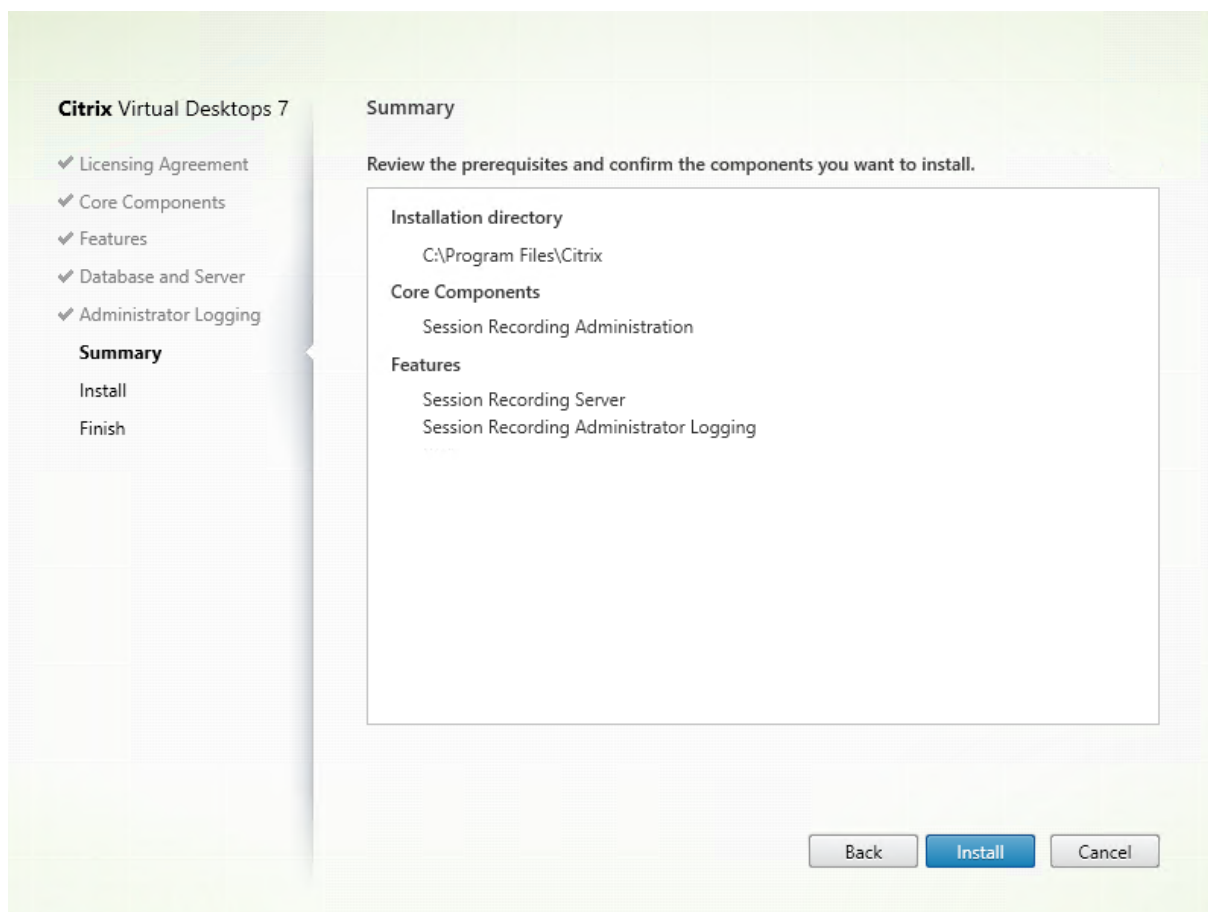 Citrix Virtual Desktops 7
Licensing Agreement
Core Components
Features
Database and Server
Administrator Logging
Summary
Install
Finish
Summary
Review the prerequisites and confirm the components you want to install.
Installation directory
C:\Program Files\Citrix
Core Components
Session Recording Administration
Features
Session Recording Server
Session Recording Administrator Logging
Back
Install
Cancel